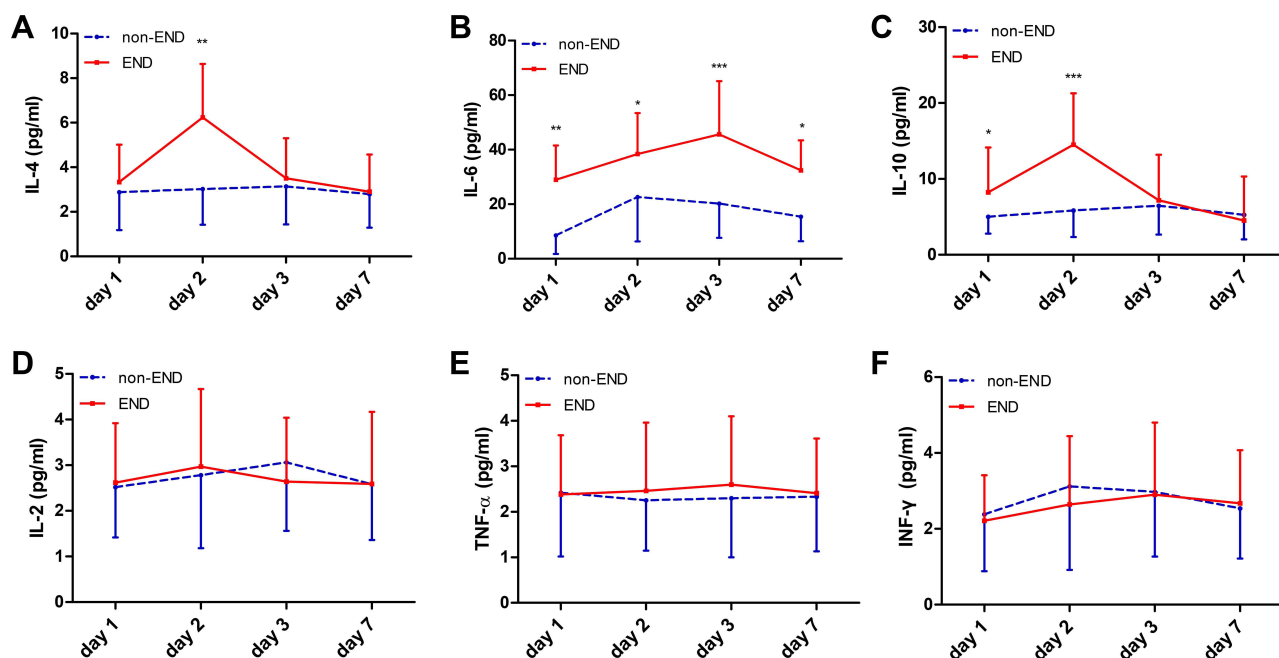 A
non-END
END
**
IL-4 (pg/ml)
10
8
6
4
2
0
day 1
day 2
day 3
day 7
B
non-END
END
**
*
***
*
IL-6 (pg/ml)
80
60
40
20
0
day 1
day 2
day 3
day 7
C
non-END
END
*
***
IL-10 (pg/ml)
30
20
10
0
day 1
day 2
day 3
day 7
D
non-END
END
IL-2 (pg/ml)
5
4
3
2
1
0
day 1
day 2
day 3
day 7
E
non-END
END
TNF-α (pg/ml)
5
4
3
2
1
0
day 1
day 2
day 3
day 7
F
non-END
END
INF-γ (pg/ml)
6
4
2
0
day 1
day 2
day 3
day 7